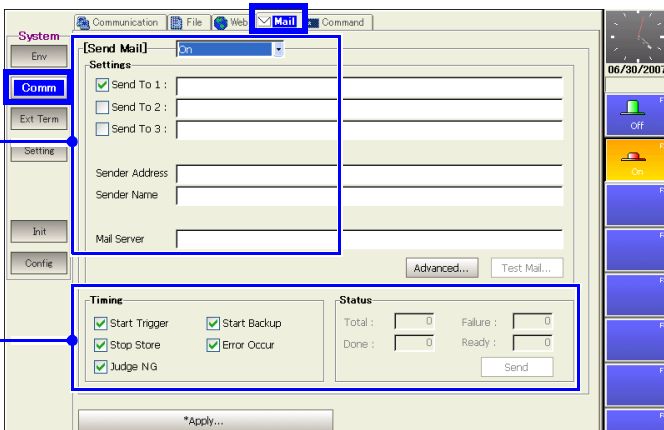 Communication File Web Mail Command
System
[Send Mail] On
Env
Settings
06/30/2007
Send To 1 :
Comm
Send To 2 :
Ext Term
Send To 3 :
Off
Setting
Sender Address
On
Sender Name
Init
Mail Server
Config
Advanced... Test Mail...
Timing
Status
Start Trigger Start Backup
Total : 0 Failure : 0
Stop Store Error Occur
Done : 0 Ready : 0
Judge NG
Send
*Apply...